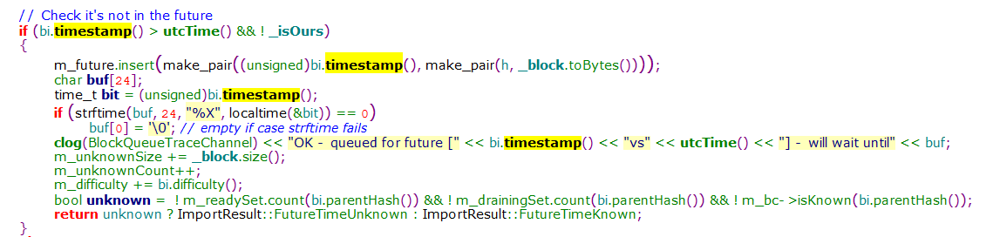 // Check it's not in the future
if (bi.timestamp() > utcTime() && ! _isOurs)
{
m_future.insert(make_pair((unsigned)bi.timestamp(), make_pair(h, _block.toBytes())));
char buf[24];
time_t bit = (unsigned)bi.timestamp();
if (strftime(buf, 24, "%X", localtime(&bit)) == 0)
buf[0] = '\0'; // empty if case strftime fails
clog(BlockQueueTraceChannel) << "OK - queued for future [" << bi.timestamp() << "vs" << utcTime() << "] - will wait until" << buf;
m_unknownSize += _block.size();
m_unknownCount++;
m_difficulty += bi.difficulty();
bool unknown = ! m_readySet.count(bi.parentHash()) && ! m_drainingSet.count(bi.parentHash()) && ! m_bc->isKnown(bi.parentHash());
return unknown ? ImportResult::FutureTimeUnknown : ImportResult::FutureTimeKnown;
}